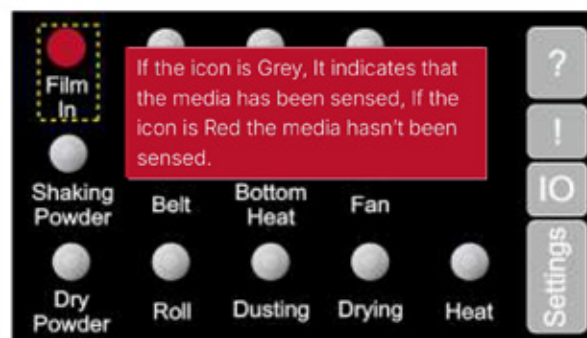 Film
In
If the icon is Grey, It indicates that
the media has been sensed, If the
icon is Red the media hasn't been
sensed.
?
!
IO
Settings
Shaking
Powder
Belt
Bottom
Heat
Fan
Dry
Powder
Roll
Dusting
Drying
Heat